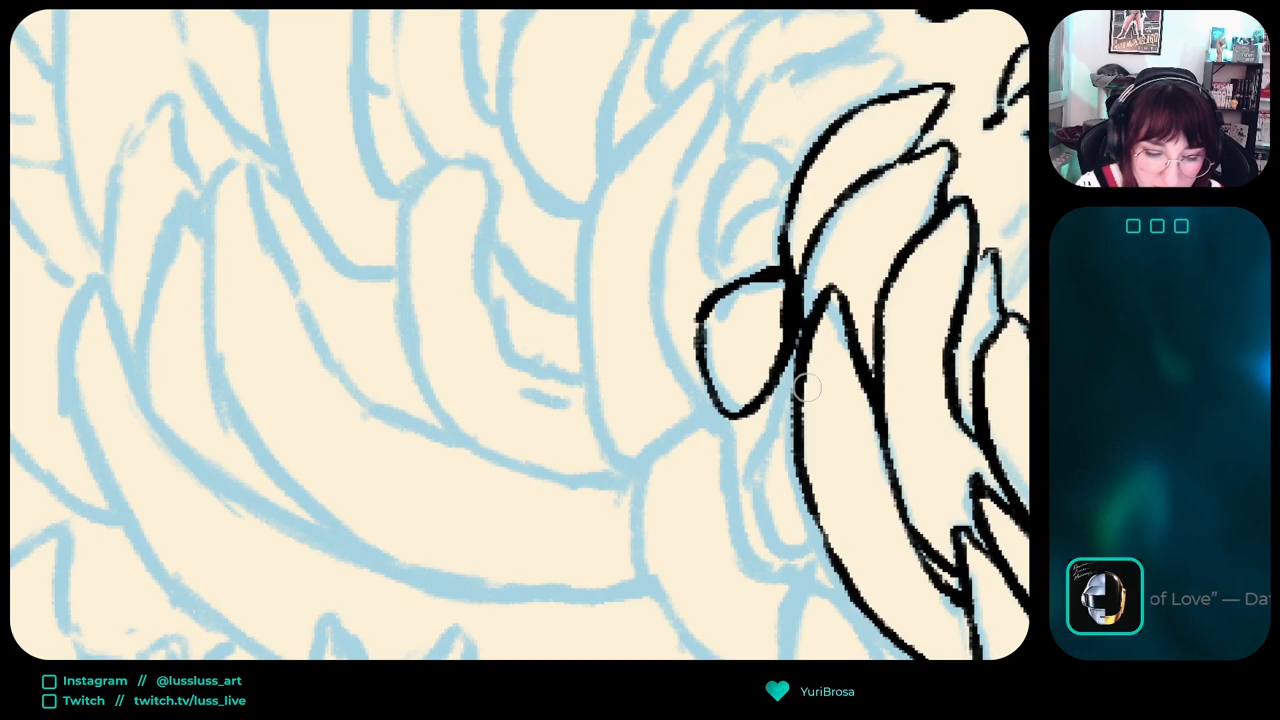 of Love” — Da
Instagram // @lussluss_art
Twitch // twitch.tv/luss_live
YuriBrosa